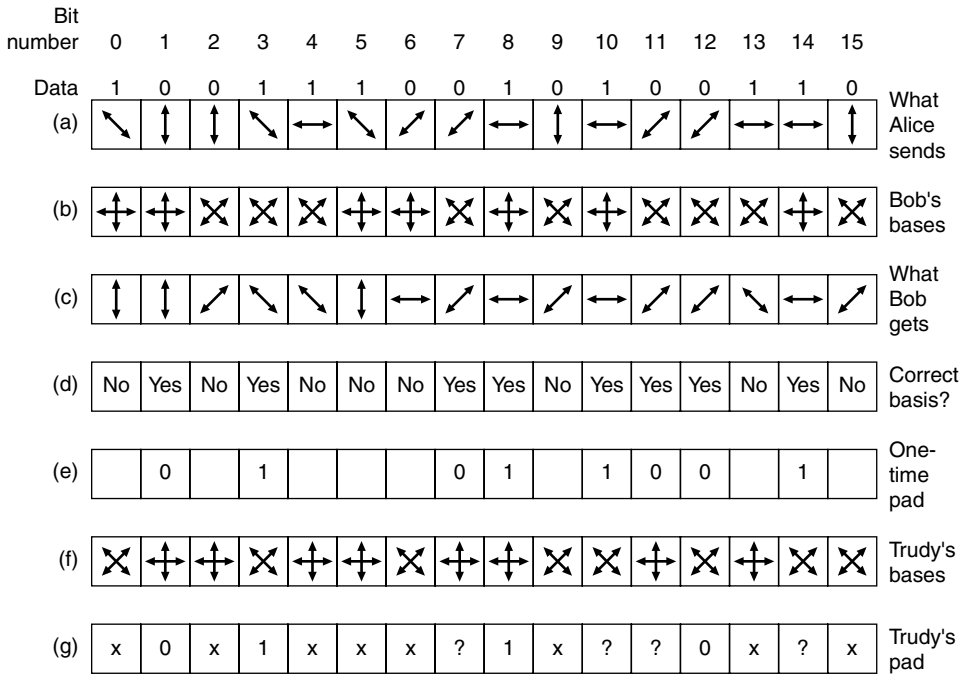 Bit
number 0 1 2 3 4 5 6 7 8 9 10 11 12 13 14 15
Data 1 0 0 1 1 1 0 0 1 0 1 0 0 1 1 0
(a)
What
Alice
sends
(b)
Bob's
bases
(c)
What
Bob
gets
(d) No Yes No Yes No No No Yes Yes No Yes Yes Yes No Yes No
Correct
basis?
(e) 0 1 0 1 1 0 0 1
One-
time
pad
(f)
Trudy's
bases
(g) x 0 x 1 x x x ? 1 x ? ? 0 x ? x
Trudy's
pad